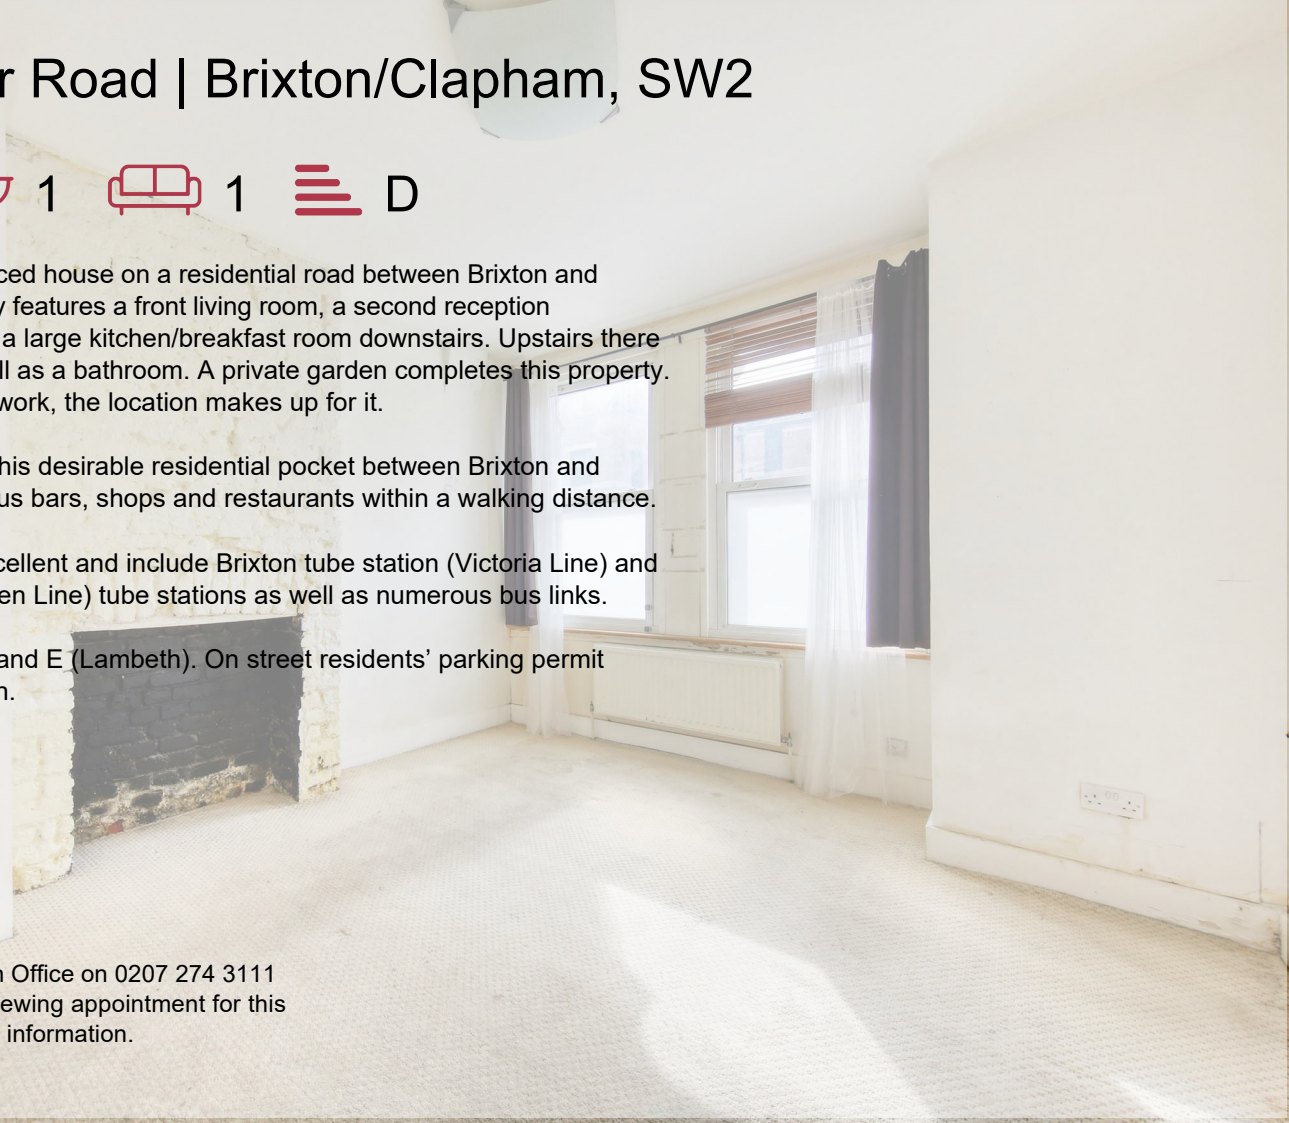 r Road | Brixton/Clapham, SW2
1 1 D
ced house on a residential road between Brixton and
y features a front living room, a second reception
a large kitchen/breakfast room downstairs. Upstairs there
ll as a bathroom. A private garden completes this property.
work, the location makes up for it.
his desirable residential pocket between Brixton and
us bars, shops and restaurants within a walking distance.
cellent and include Brixton tube station (Victoria Line) and
en Line) tube stations as well as numerous bus links.
and E (Lambeth). On street residents’ parking permit
n.
n Office on 0207 274 3111
ewing appointment for this
information.